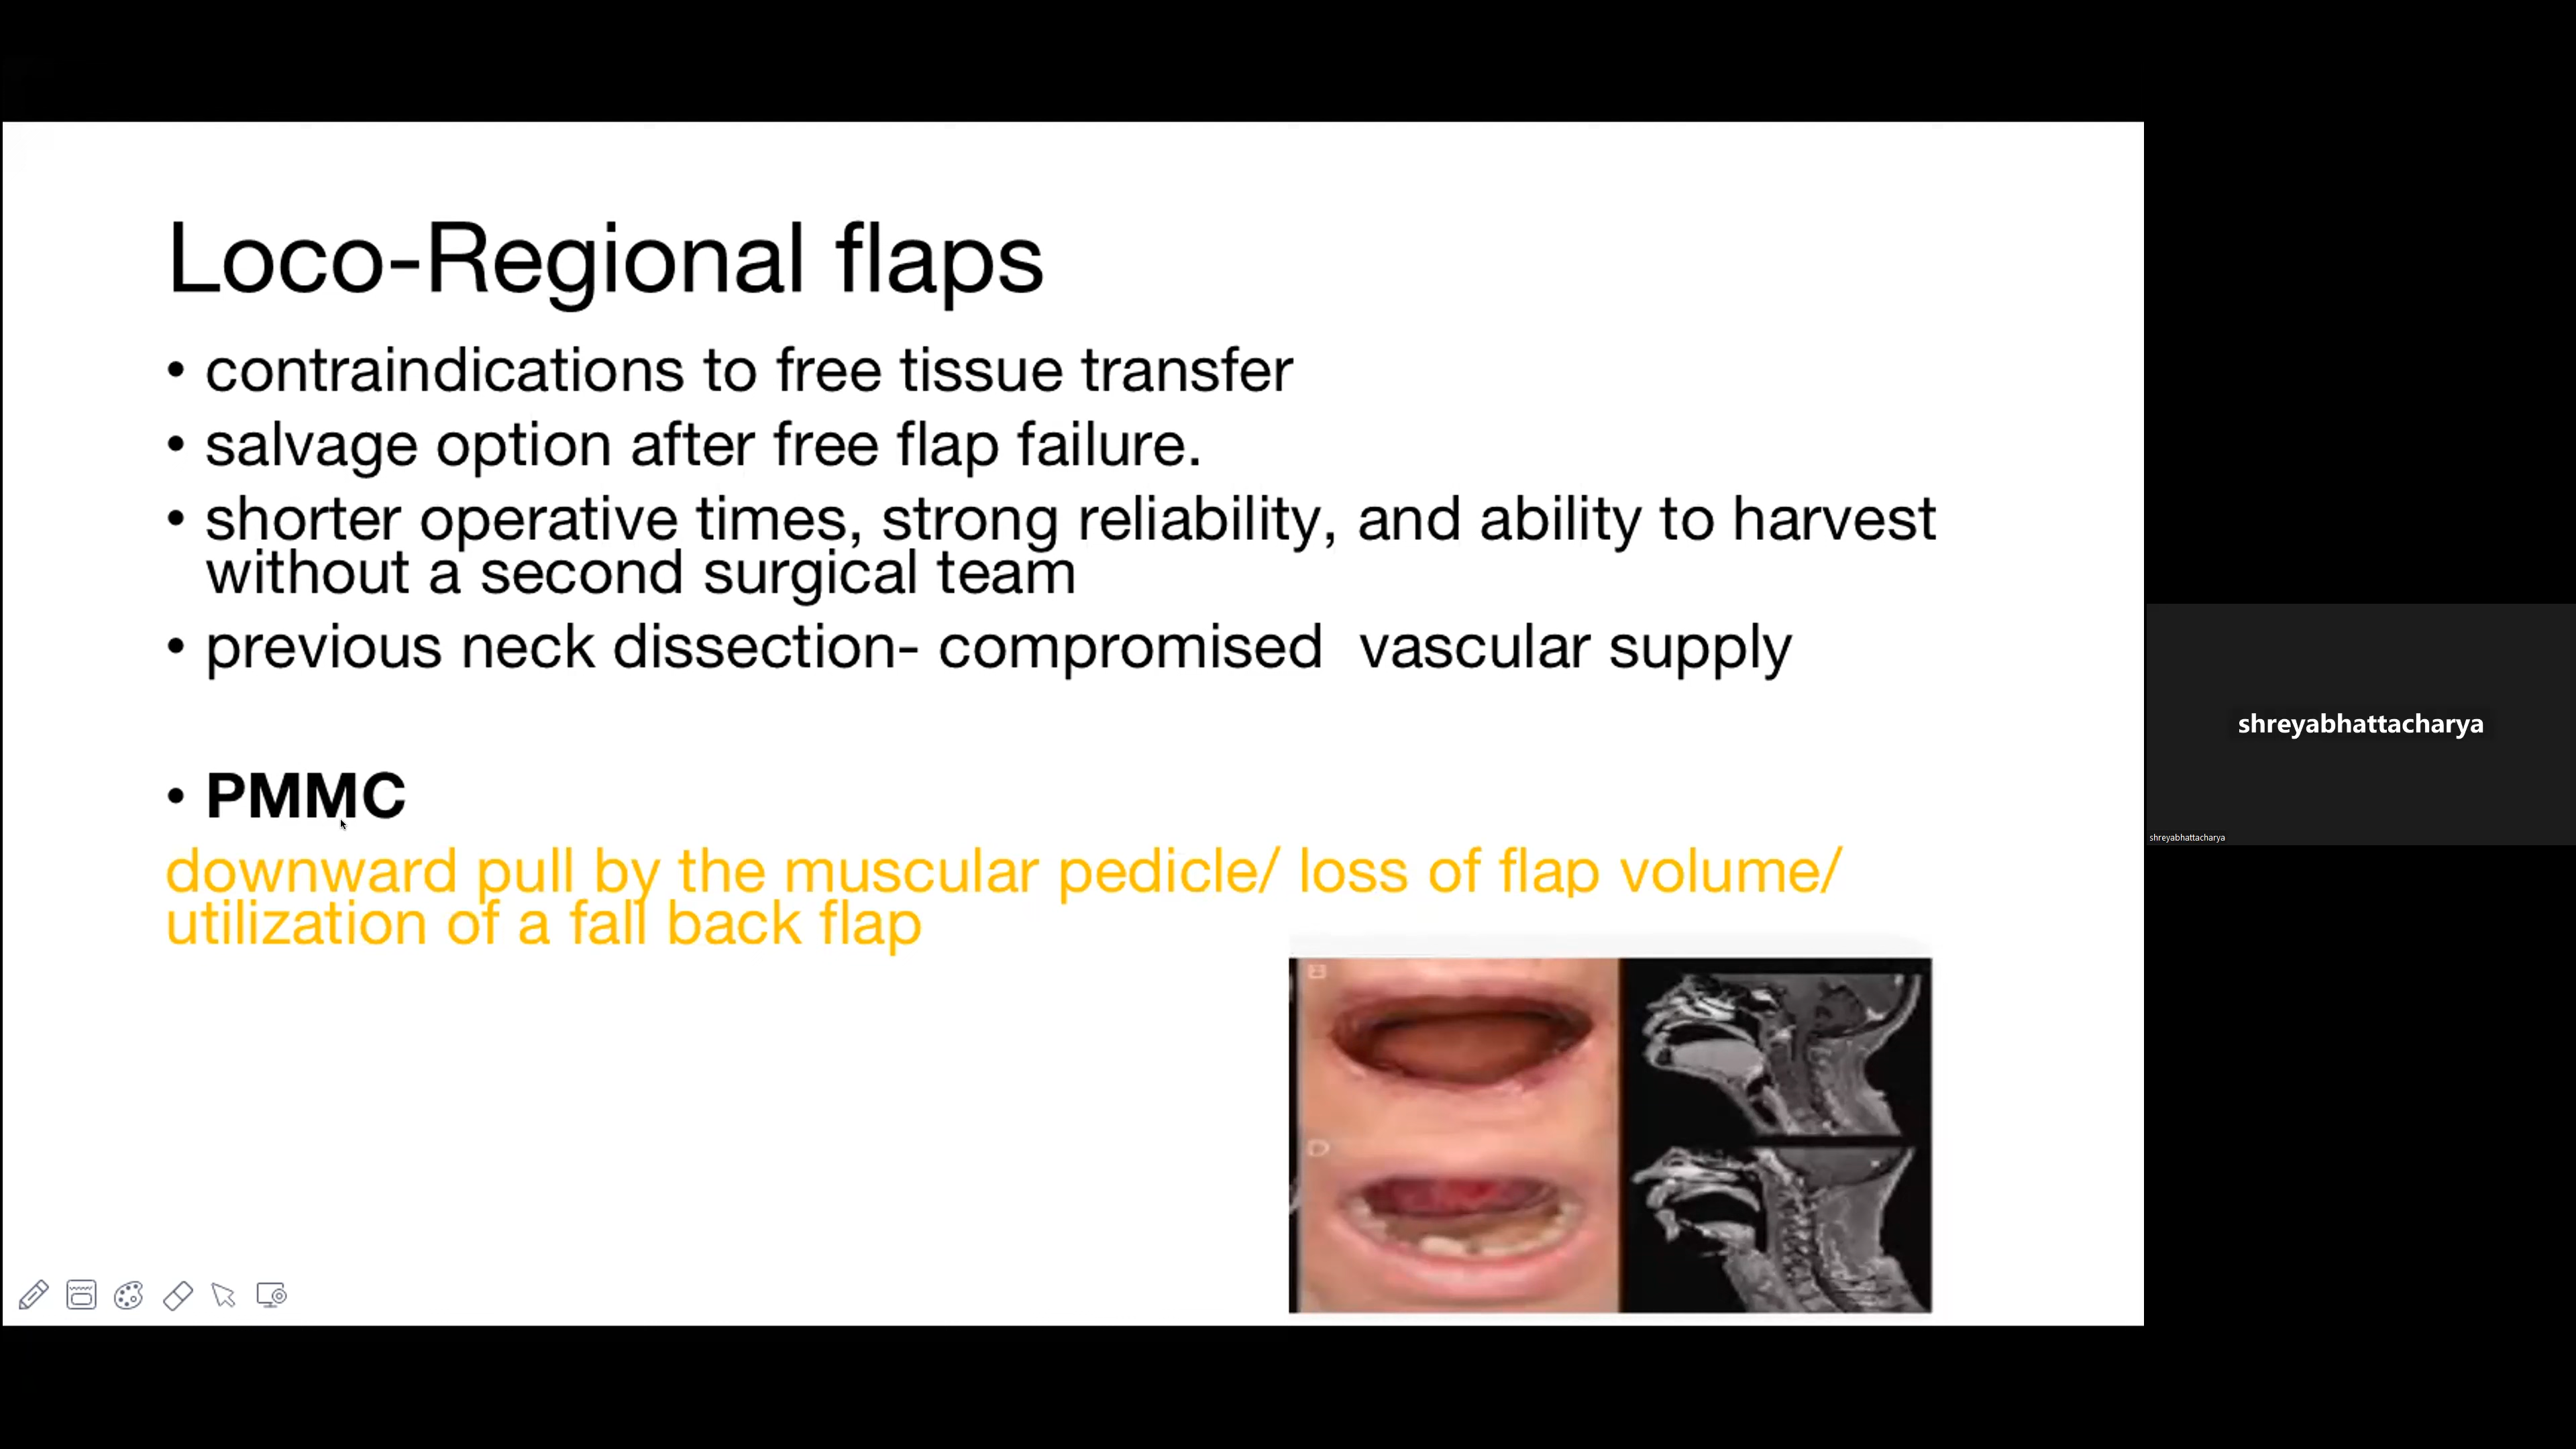 Loco-Regional flaps
• contraindications to free tissue transfer
• salvage option after free flap failure.
• shorter operative times, strong reliability, and ability to harvest
without a second surgical team
• previous neck dissection- compromised  vascular supply
• PMMC
downward pull by the muscular pedicle/ loss of flap volume/
utilization of a fall back flap
D
shreyabhattacharya
shreyabhattacharya